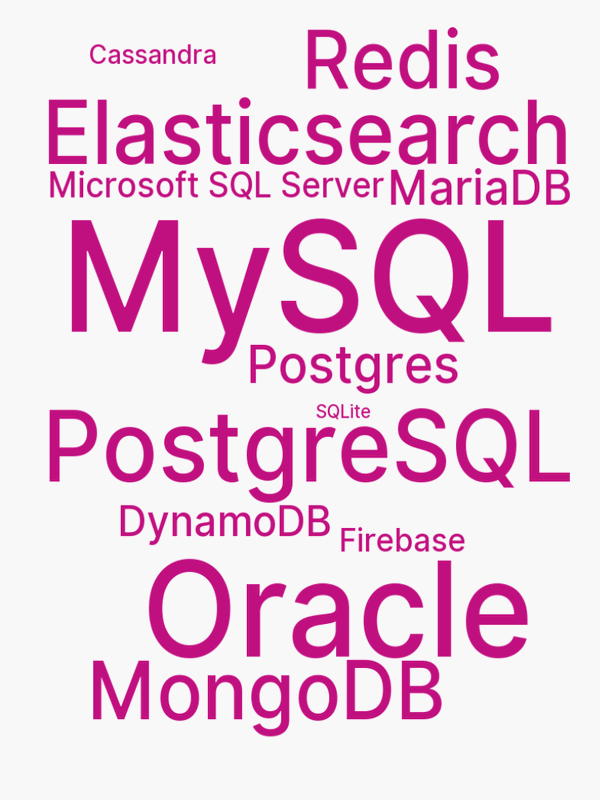 Cassandra
Redis
Elasticsearch
Microsoft SQL Server
MariaDB
MySQL
Postgres
SQLite
PostgreSQL
DynamoDB
Firebase
Oracle
MongoDB